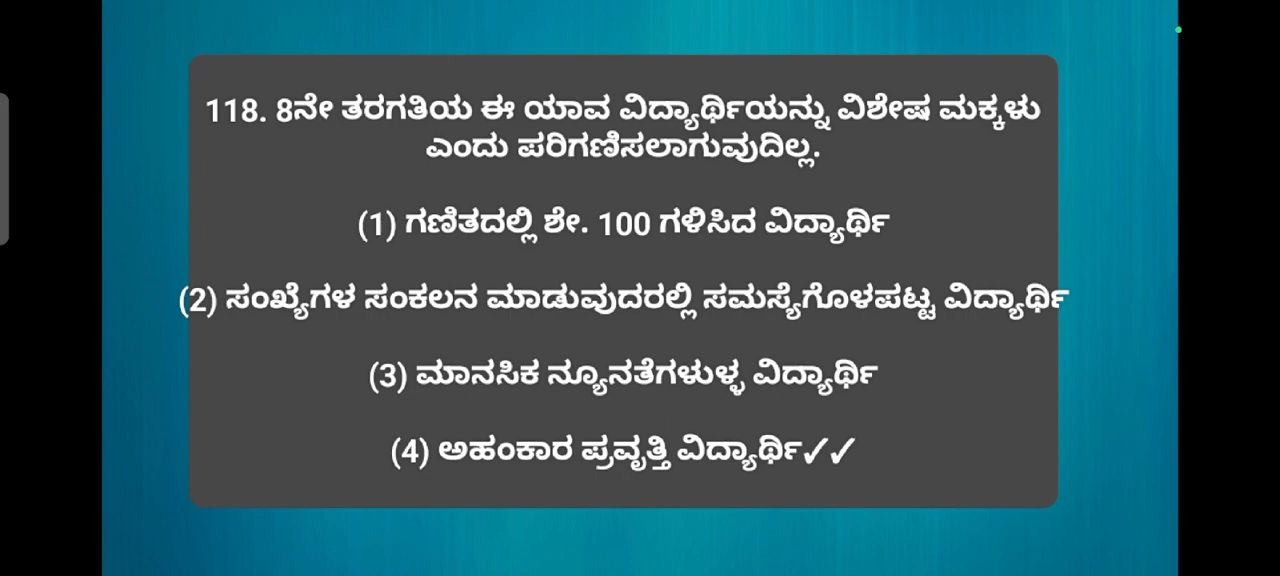 118. 8ನೇ ತರಗತಿಯ ಈ ಯಾವ ವಿದ್ಯಾರ್ಥಿಯನ್ನು ವಿಶೇಷ ಮಕ್ಕಳು
ಎಂದು ಪರಿಗಣಿಸಲಾಗುವುದಿಲ್ಲ.
(1) ಗಣಿತದಲ್ಲಿ ಶೇ. 100 ಗಳಿಸಿದ ವಿದ್ಯಾರ್ಥಿ
(2) ಸಂಖ್ಯೆಗಳ ಸಂಕಲನ ಮಾಡುವುದರಲ್ಲಿ ಸಮಸ್ಯೆಗೊಳಪಟ್ಟ ವಿದ್ಯಾರ್ಥಿ
(3) ಮಾನಸಿಕ ನ್ಯೂನತೆಗಳುಳ್ಳ ವಿದ್ಯಾರ್ಥಿ
(4) ಅಹಂಕಾರ ಪ್ರವೃತ್ತಿ ವಿದ್ಯಾರ್ಥಿ✓✓